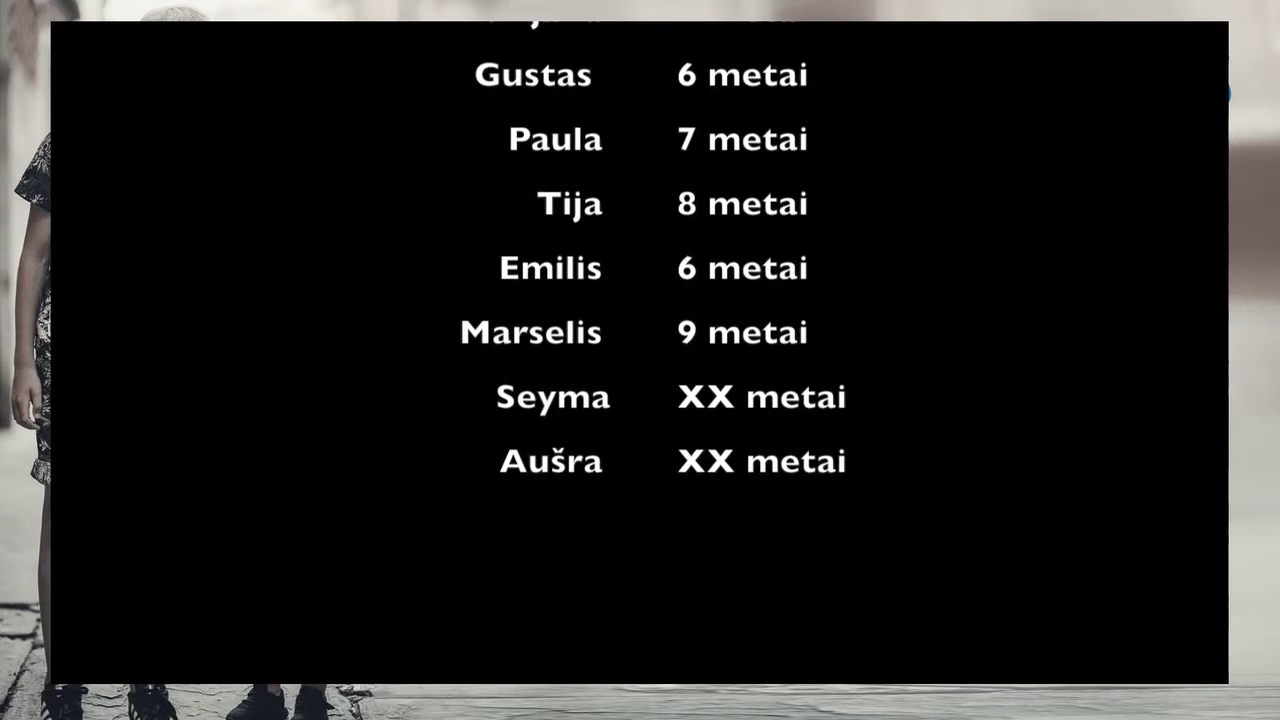 Gustas 6 metai
Paula 7 metai
Tija 8 metai
Emilis 6 metai
Marselis 9 metai
Seyma XX metai
Aušra XX metai